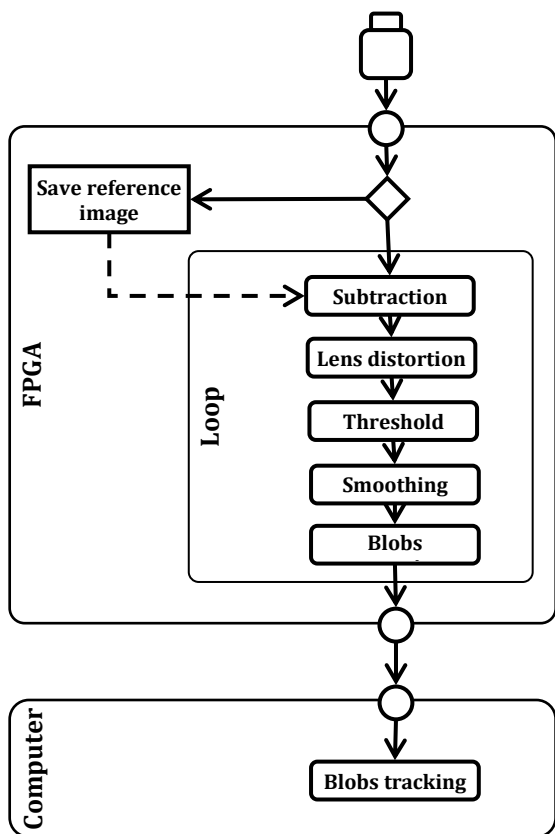 Save reference
image
Subtraction
Lens distortion
Threshold
Smoothing
Blobs
Loop
FPGA
Blobs tracking
Computer